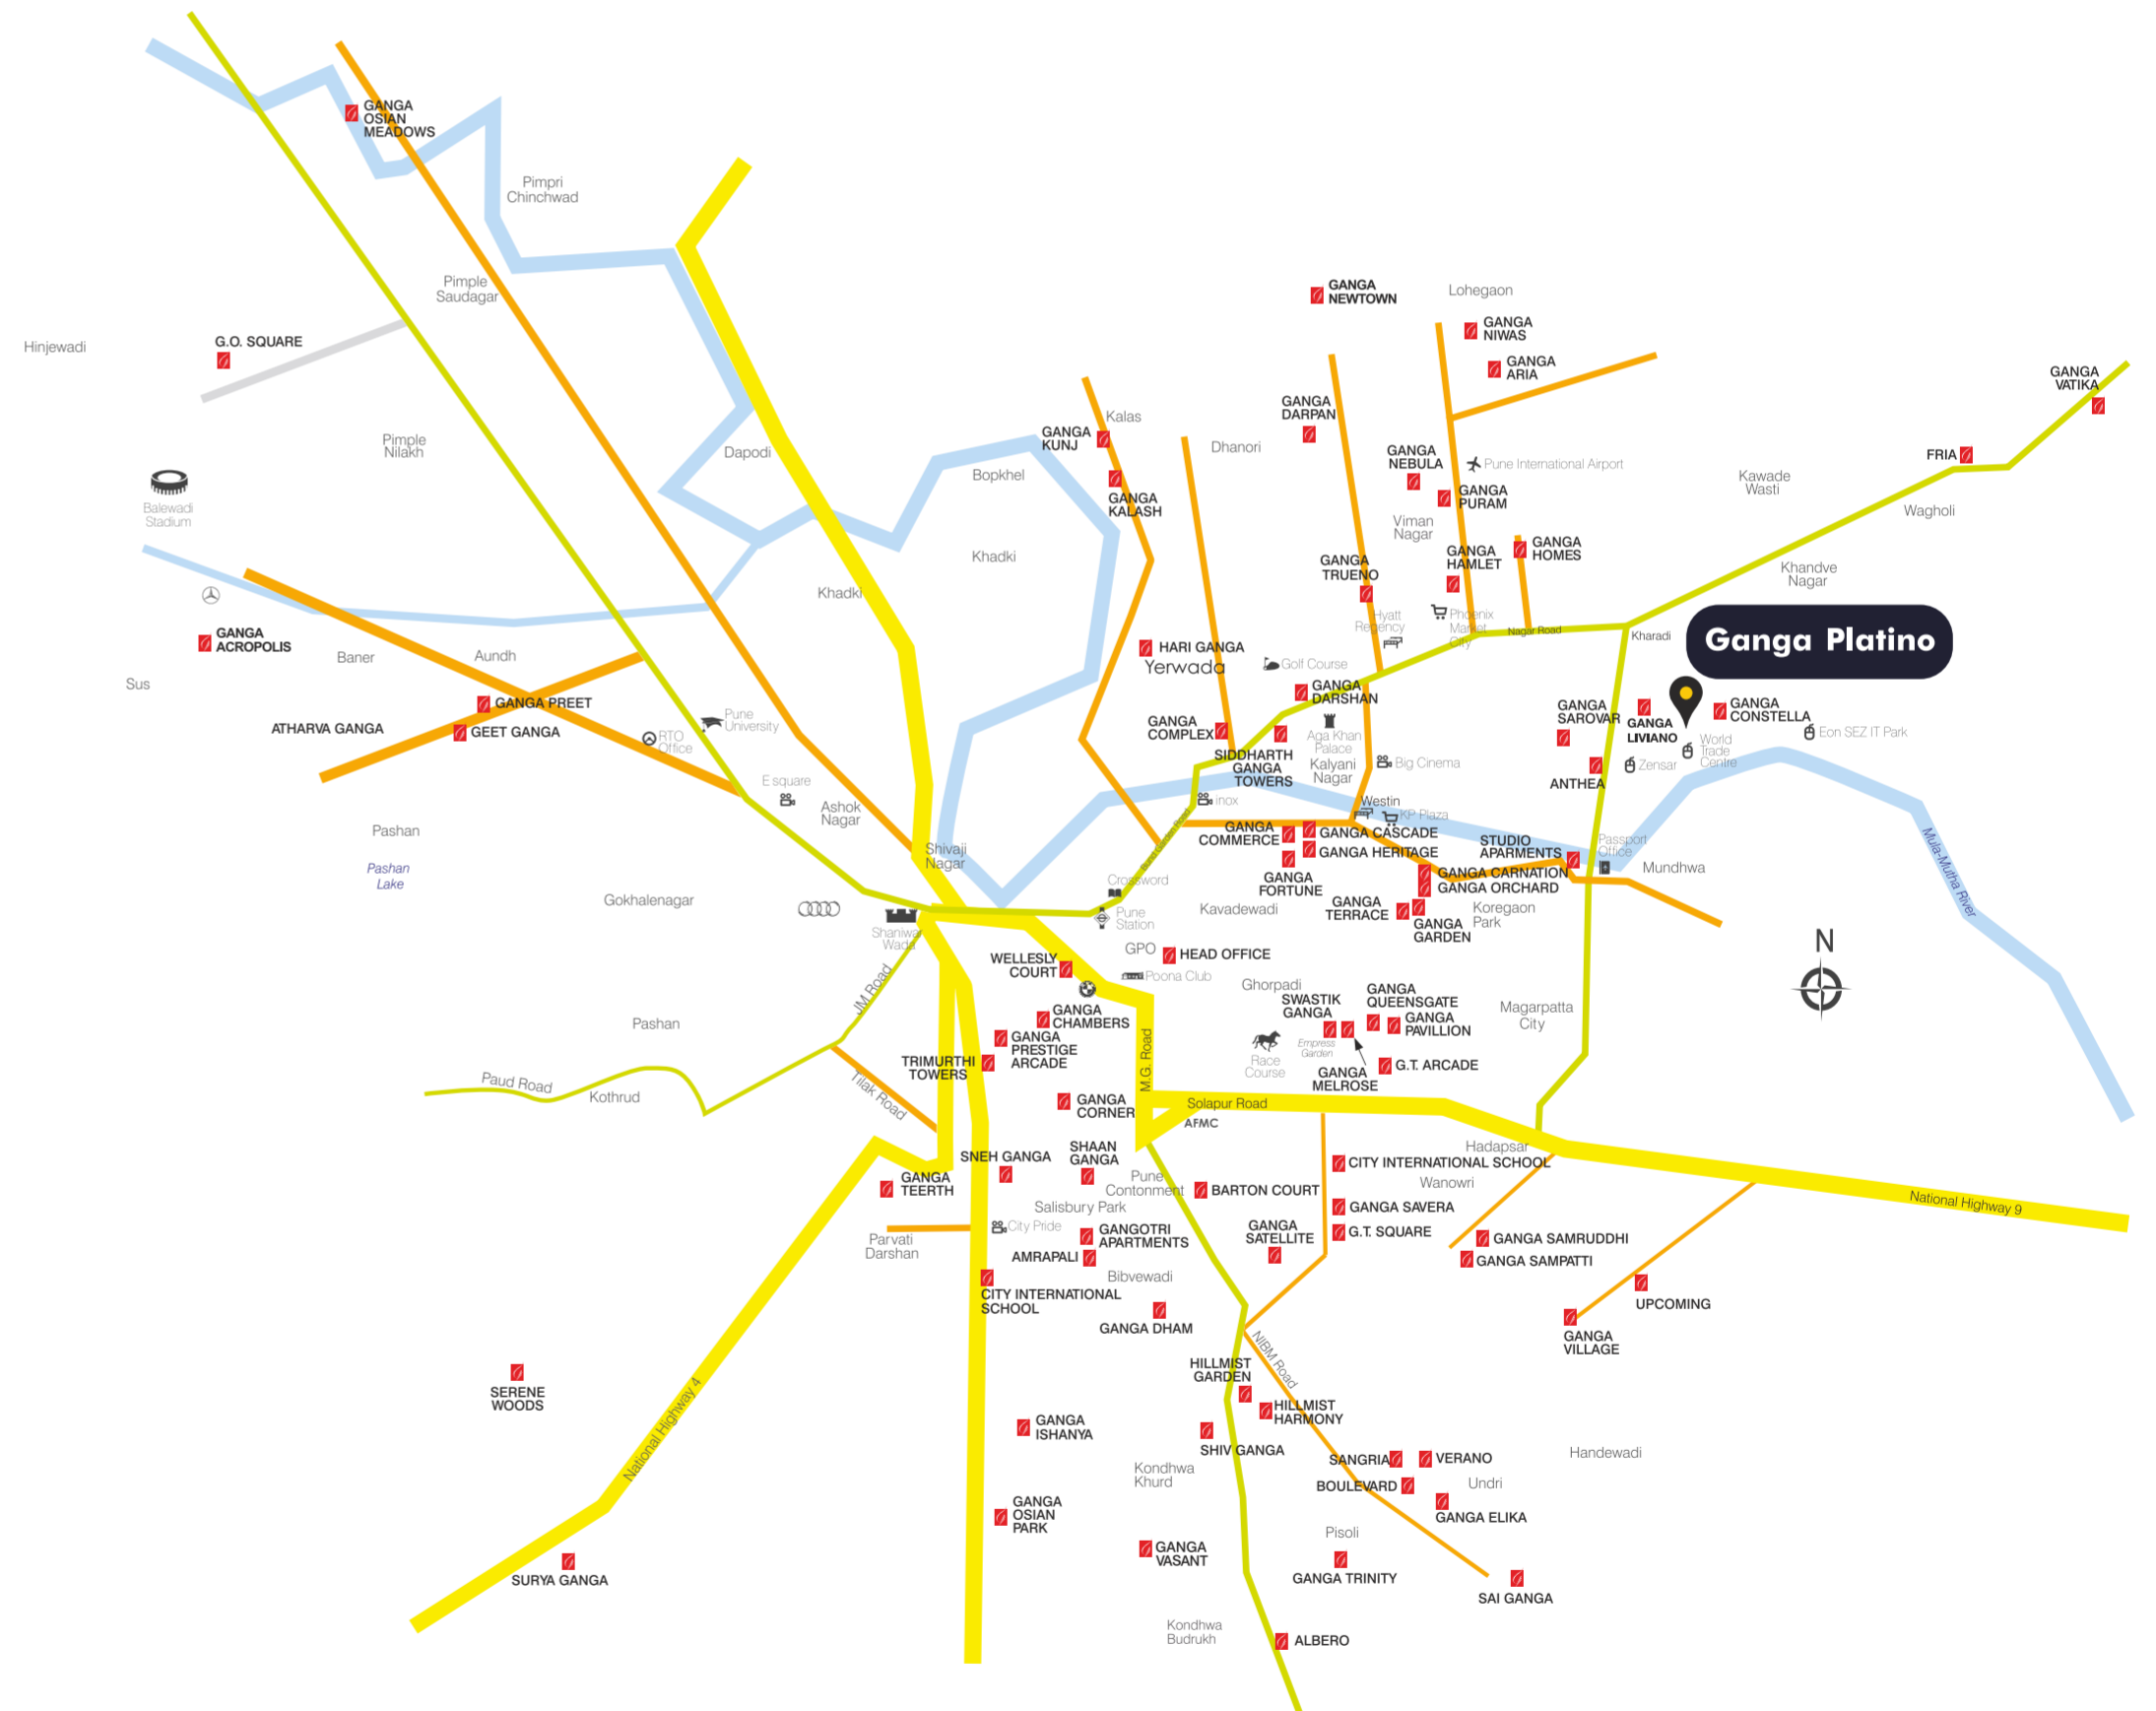 GANGA
OSIAN
MEADOWS
Pimpri
Chinchwad
Pimple
Saudagar
Hinjewadi
G.O. SQUARE
Pimple
Nilakh
Dapodi
Balewadi
Stadium
Bopkhel
Khadki
Khadki
GANGA
KUNJ
Kalas
GANGA
KALASH
Dhanori
GANGA
NEWTOWN
Lohegaon
GANGA
NIWAS
GANGA
ARIA
GANGA
DARPAN
GANGA
NEBULA
Pune International Airport
GANGA
PURAM
Viman
Nagar
GANGA
HAMLET
GANGA
HOMES
GANGA
TRUENO
Hyatt
Regency
Phoenix
Market
City
Nagar Road
GANGA
VATIKA
FRIA
Kawade
Wasti
Wagholi
Khandve
Nagar
Kharadi
Ganga Platino
GANGA
ACROPOLIS
Baner
Aundh
Sus
GANGA PREET
ATHARVA GANGA
GEET GANGA
RTO
Office
Pune
University
E square
Ashok
Nagar
Pashan
Pashan
Lake
Gokhalenagar
Shivaji
Nagar
Shaniwar
Wada
HARI GANGA
Yerwada
Golf Course
GANGA
DARSHAN
GANGA
COMPLEX
SIDDHARTH
GANGA
TOWERS
Aga Khan
Palace
Kalyani
Nagar
Big Cinema
inox
Bund Garden Road
Westin
KP Plaza
GANGA
SAROVAR
GANGA
LIVIANO
GANGA
CONSTELLA
Eon SEZ IT Park
World
Trade
Centre
Zensar
ANTHEA
GANGA
COMMERCE
GANGA CASCADE
GANGA HERITAGE
GANGA
FORTUNE
STUDIO
APARMENTS
Passport
Office
Mundhwa
Mula-Mutha River
GANGA CARNATION
GANGA ORCHARD
GANGA
TERRACE
GANGA
GARDEN
Koregaon
Park
Kavadewadi
Crossword
Pune
Station
GPO
HEAD OFFICE
Poona Club
WELLESLY
COURT
GANGA
CHAMBERS
GANGA
PRESTIGE
ARCADE
TRIMURTHI
TOWERS
GANGA
CORNER
M.G. Road
Ghorpadi
SWASTIK
GANGA
GANGA
QUEENSGATE
GANGA
PAVILLION
Empress
Garden
Race
Course
GANGA
MELROSE
G.T. ARCADE
Magarpatta
City
N
JM Road
Pashan
Paud Road
Kothrud
Tilak Road
Solapur Road
AFMC
Hadapsar
National Highway 9
SNEH GANGA
SHAAN
GANGA
GANGA
TEERTH
Pune
Contonment
Salisbury Park
City Pride
Parvati
Darshan
GANGOTRI
APARTMENTS
AMRAPALI
Bibvewadi
CITY INTERNATIONAL
SCHOOL
GANGA DHAM
BARTON COURT
CITY INTERNATIONAL SCHOOL
Wanowri
GANGA SAVERA
G.T. SQUARE
GANGA
SATELLITE
GANGA SAMRUDDHI
GANGA SAMPATTI
UPCOMING
GANGA
VILLAGE
NIBM Road
HILLMIST
GARDEN
HILLMIST
HARMONY
SHIV GANGA
SERENE
WOODS
National Highway 4
SURYA GANGA
GANGA
ISHANYA
GANGA
OSIAN
PARK
Kondhwa
Khurd
GANGA
VASANT
SANGRIA
VERANO
BOULEVARD
Undri
GANGA ELIKA
Handewadi
Pisoli
GANGA TRINITY
SAI GANGA
Kondhwa
Budrukh
ALBERO